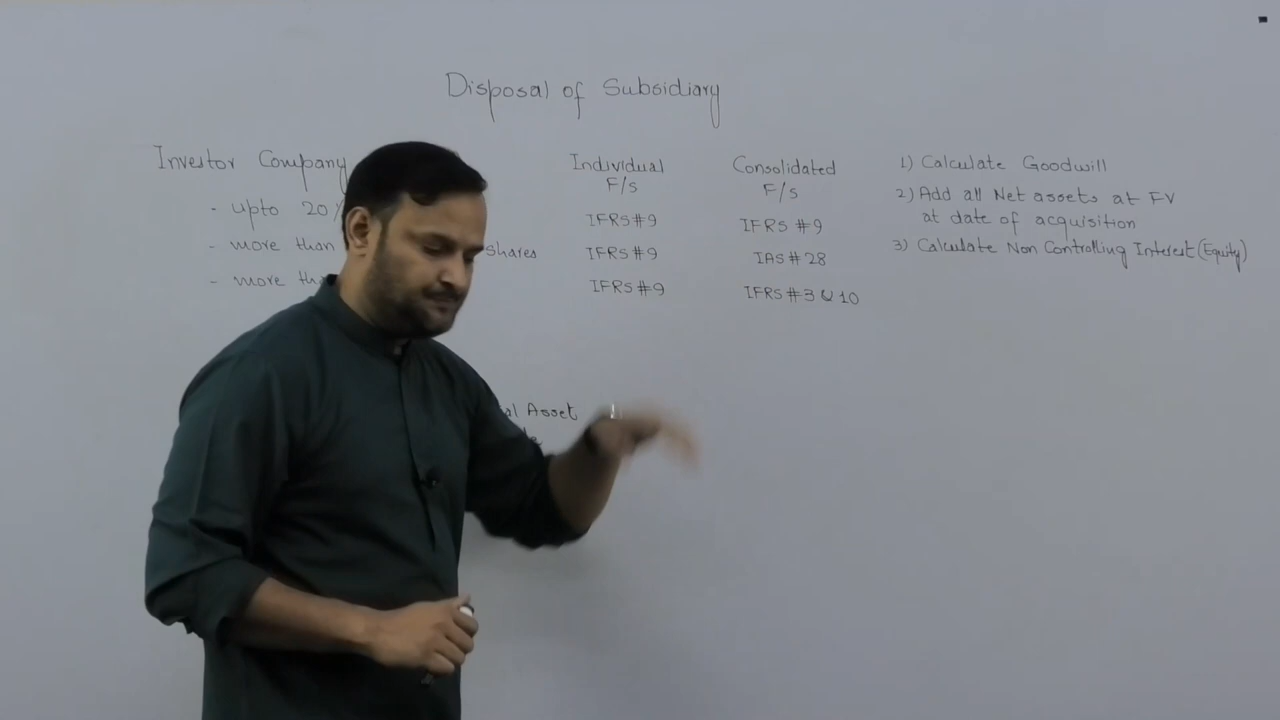 Disposal of Subsidiary
Investor Company
Individual F/s
Consolidated F/s
- upto 20%
IFRS#9
IFRS #9
- more than
shares
IFRS#9
IAS #28
- more
IFRS#9
IFRS #3 & 10
1) Calculate Goodwill
2) Add all Net assets at FV
at date of acquisition
3) Calculate Non Controlling Interest (Equity)
Asset